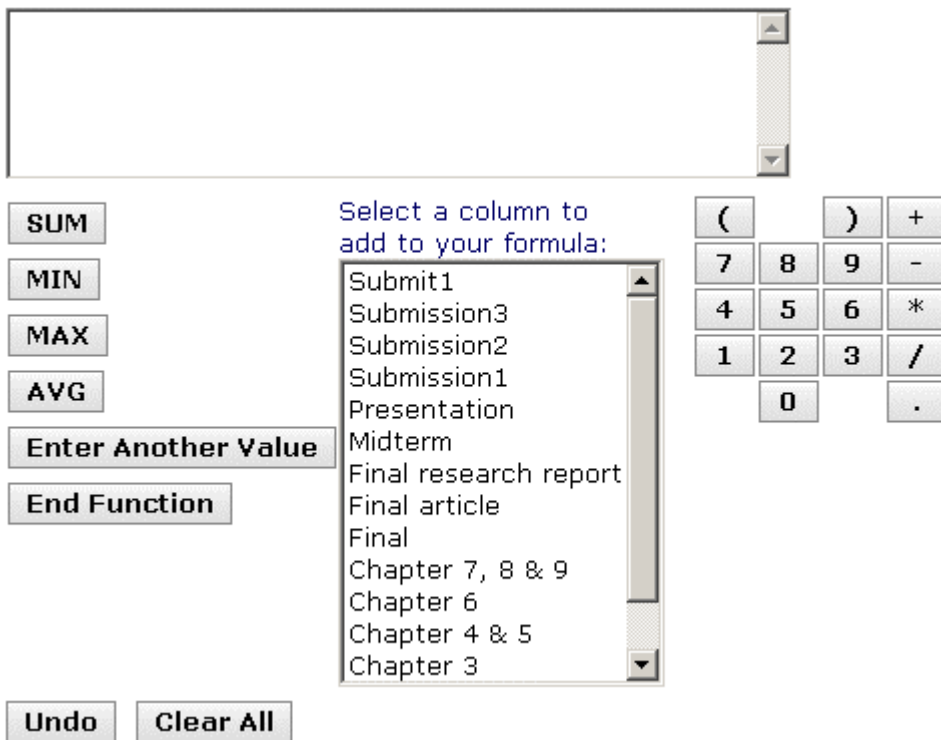 SUM
MIN
MAX
AVG
Enter Another Value
End Function
Select a column to
add to your formula:
Submit1
Submission3
Submission2
Submission1
Presentation
Midterm
Final research report
Final article
Final
Chapter 7, 8 & 9
Chapter 6
Chapter 4 & 5
Chapter 3
( ) +
7 8 9 -
4 5 6 *
1 2 3 /
0 .
Undo Clear All